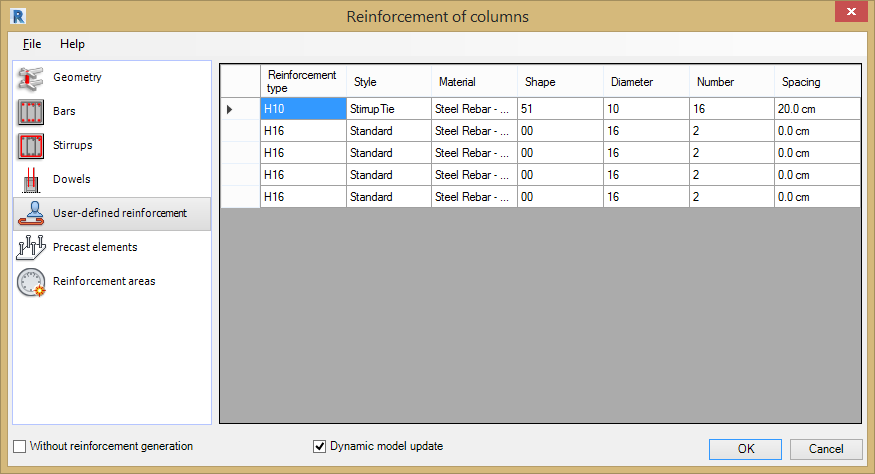 R
Reinforcement of columns
File Help
Geometry
Bars
Stirrups
Dowels
User-defined reinforcement
Precast elements
Reinforcement areas
Reinforcement type Style Material Shape Diameter Number Spacing
H10 StirrupTie Steel Rebar - ... 51 10 16 20.0 cm
H16 Standard Steel Rebar - ... 00 16 2 0.0 cm
H16 Standard Steel Rebar - ... 00 16 2 0.0 cm
H16 Standard Steel Rebar - ... 00 16 2 0.0 cm
H16 Standard Steel Rebar - ... 00 16 2 0.0 cm
Without reinforcement generation Dynamic model update OK Cancel